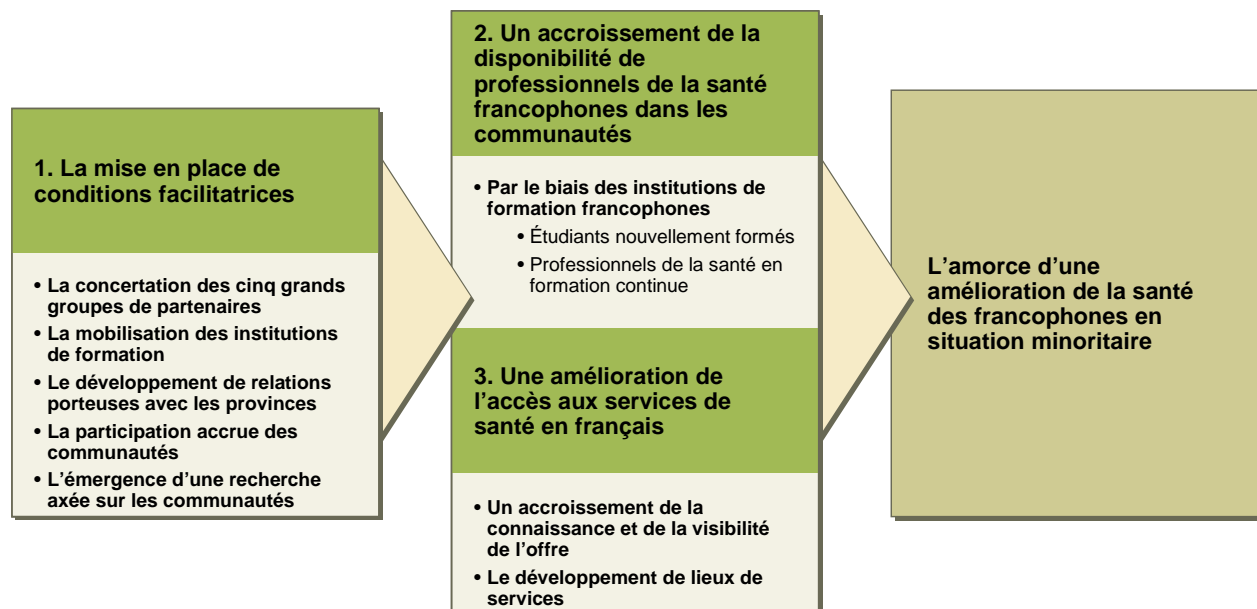 1. La mise en place de
conditions facilitatrices
• La concertation des cinq grands
groupes de partenaires
• La mobilisation des institutions
de formation
• Le développement de relations
porteuses avec les provinces
• La participation accrue des
communautés
• L’émergence d’une recherche
axée sur les communautés
2. Un accroissement de la
disponibilité de
professionnels de la santé
francophones dans les
communautés
• Par le biais des institutions de
formation francophones
• Étudiants nouvellement formés
• Professionnels de la santé en
formation continue
3. Une amélioration de
l’accès aux services de
santé en français
• Un accroissement de la
connaissance et de la visibilité
de l’offre
• Le développement de lieux de
services
L’amorce d’une
amélioration de la santé
des francophones en
situation minoritaire